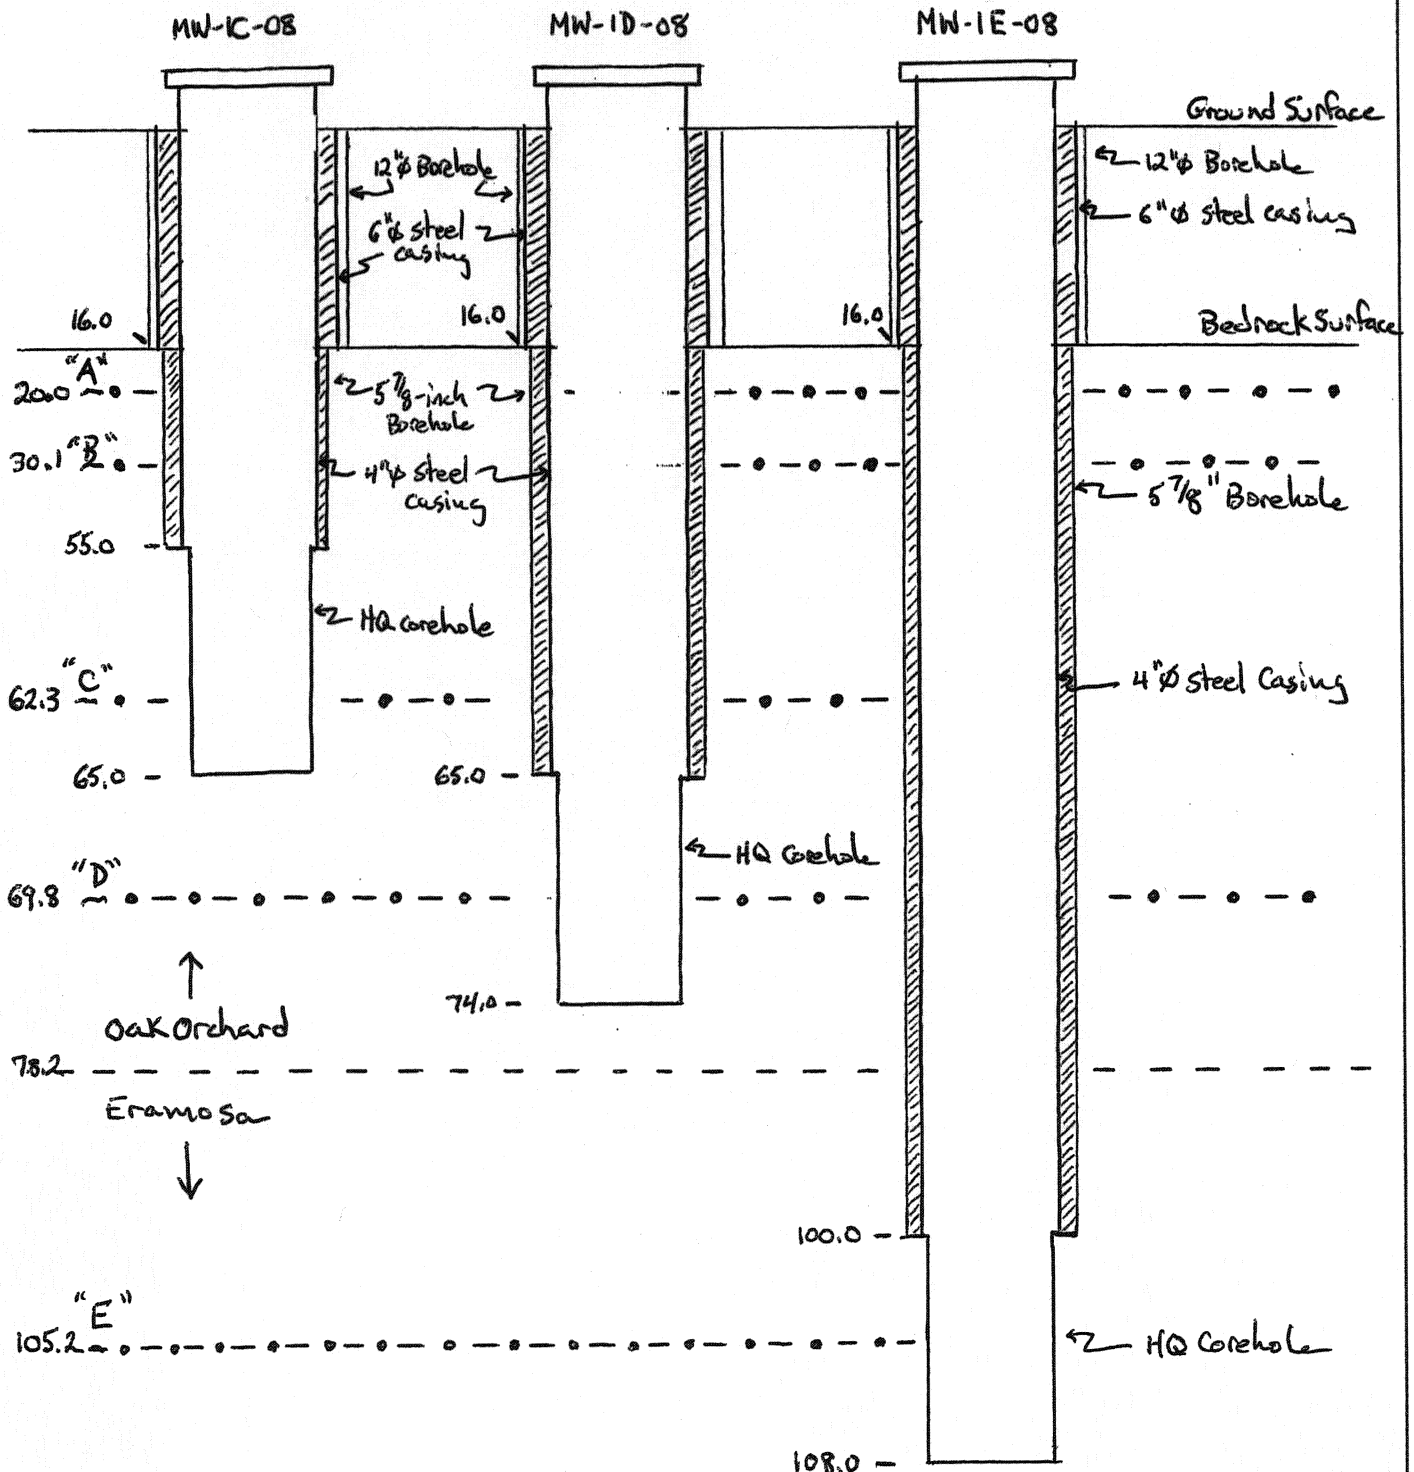 MW-1C-08
MW-1D-08
MW-1E-08
Ground Surface
12"ø Borehole
6"ø steel
casing
12"ø Borehole
6"ø steel casing
16.0
16.0
16.0
Bedrock Surface
"A"
20.0
5 7/8-inch
Borehole
30.1 "B"
4"ø steel
casing
5 7/8" Borehole
55.0
HQ corehole
"C"
62.3
4"ø Steel Casing
65.0
65.0
HQ Corehole
"D"
69.8
74.0
Oak Orchard
78.2
Eramosa
100.0
"E"
105.2
HQ Corehole
108.0